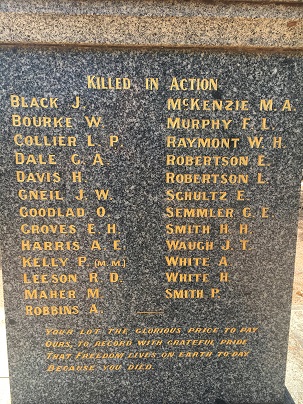 KILLED IN ACTION
BLACK J.
BOURKE W.
COLLIER L. P.
DALE G. A.
DAVIS H.
GNEIL J. W.
GOODLAD O.
GROVES E. H.
HARRIS A. E.
KELLY P. (M.M.)
LEESON R. D.
MAHER M.
ROBBINS A.
MCKENZIE M. A.
MURPHY F. L.
RAYMONT W. H.
ROBERTSON E.
ROBERTSON L.
SCHULTZ E.
SEMMLER G. E.
SMITH H. H.
WAUGH J. T.
WHITE A.
WHITE H.
SMITH P.
YOUR LOT THE GLORIOUS PRICE TO PAY
OURS, TO RECORD WITH GRATEFUL PRIDE
THAT FREEDOM LIVES ON EARTH TO-DAY
BECAUSE YOU DIED.